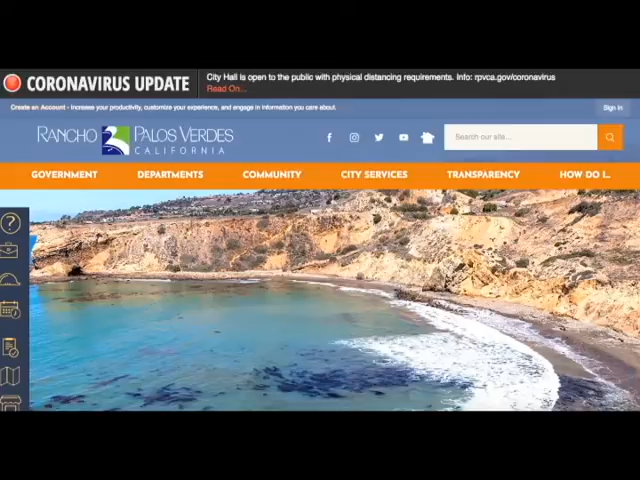 CORONAVIRUS UPDATE
City Hall is open to the public with physical distancing requirements. Info: rpvca.gov/coronavirus
Read On...
Create an Account - Increase your productivity, customize your experience, and engage in information you care about.
Sign In
RANCHO PALOS VERDES
CALIFORNIA
Search our site...
GOVERNMENT DEPARTMENTS COMMUNITY CITY SERVICES TRANSPARENCY HOW DO I...
?